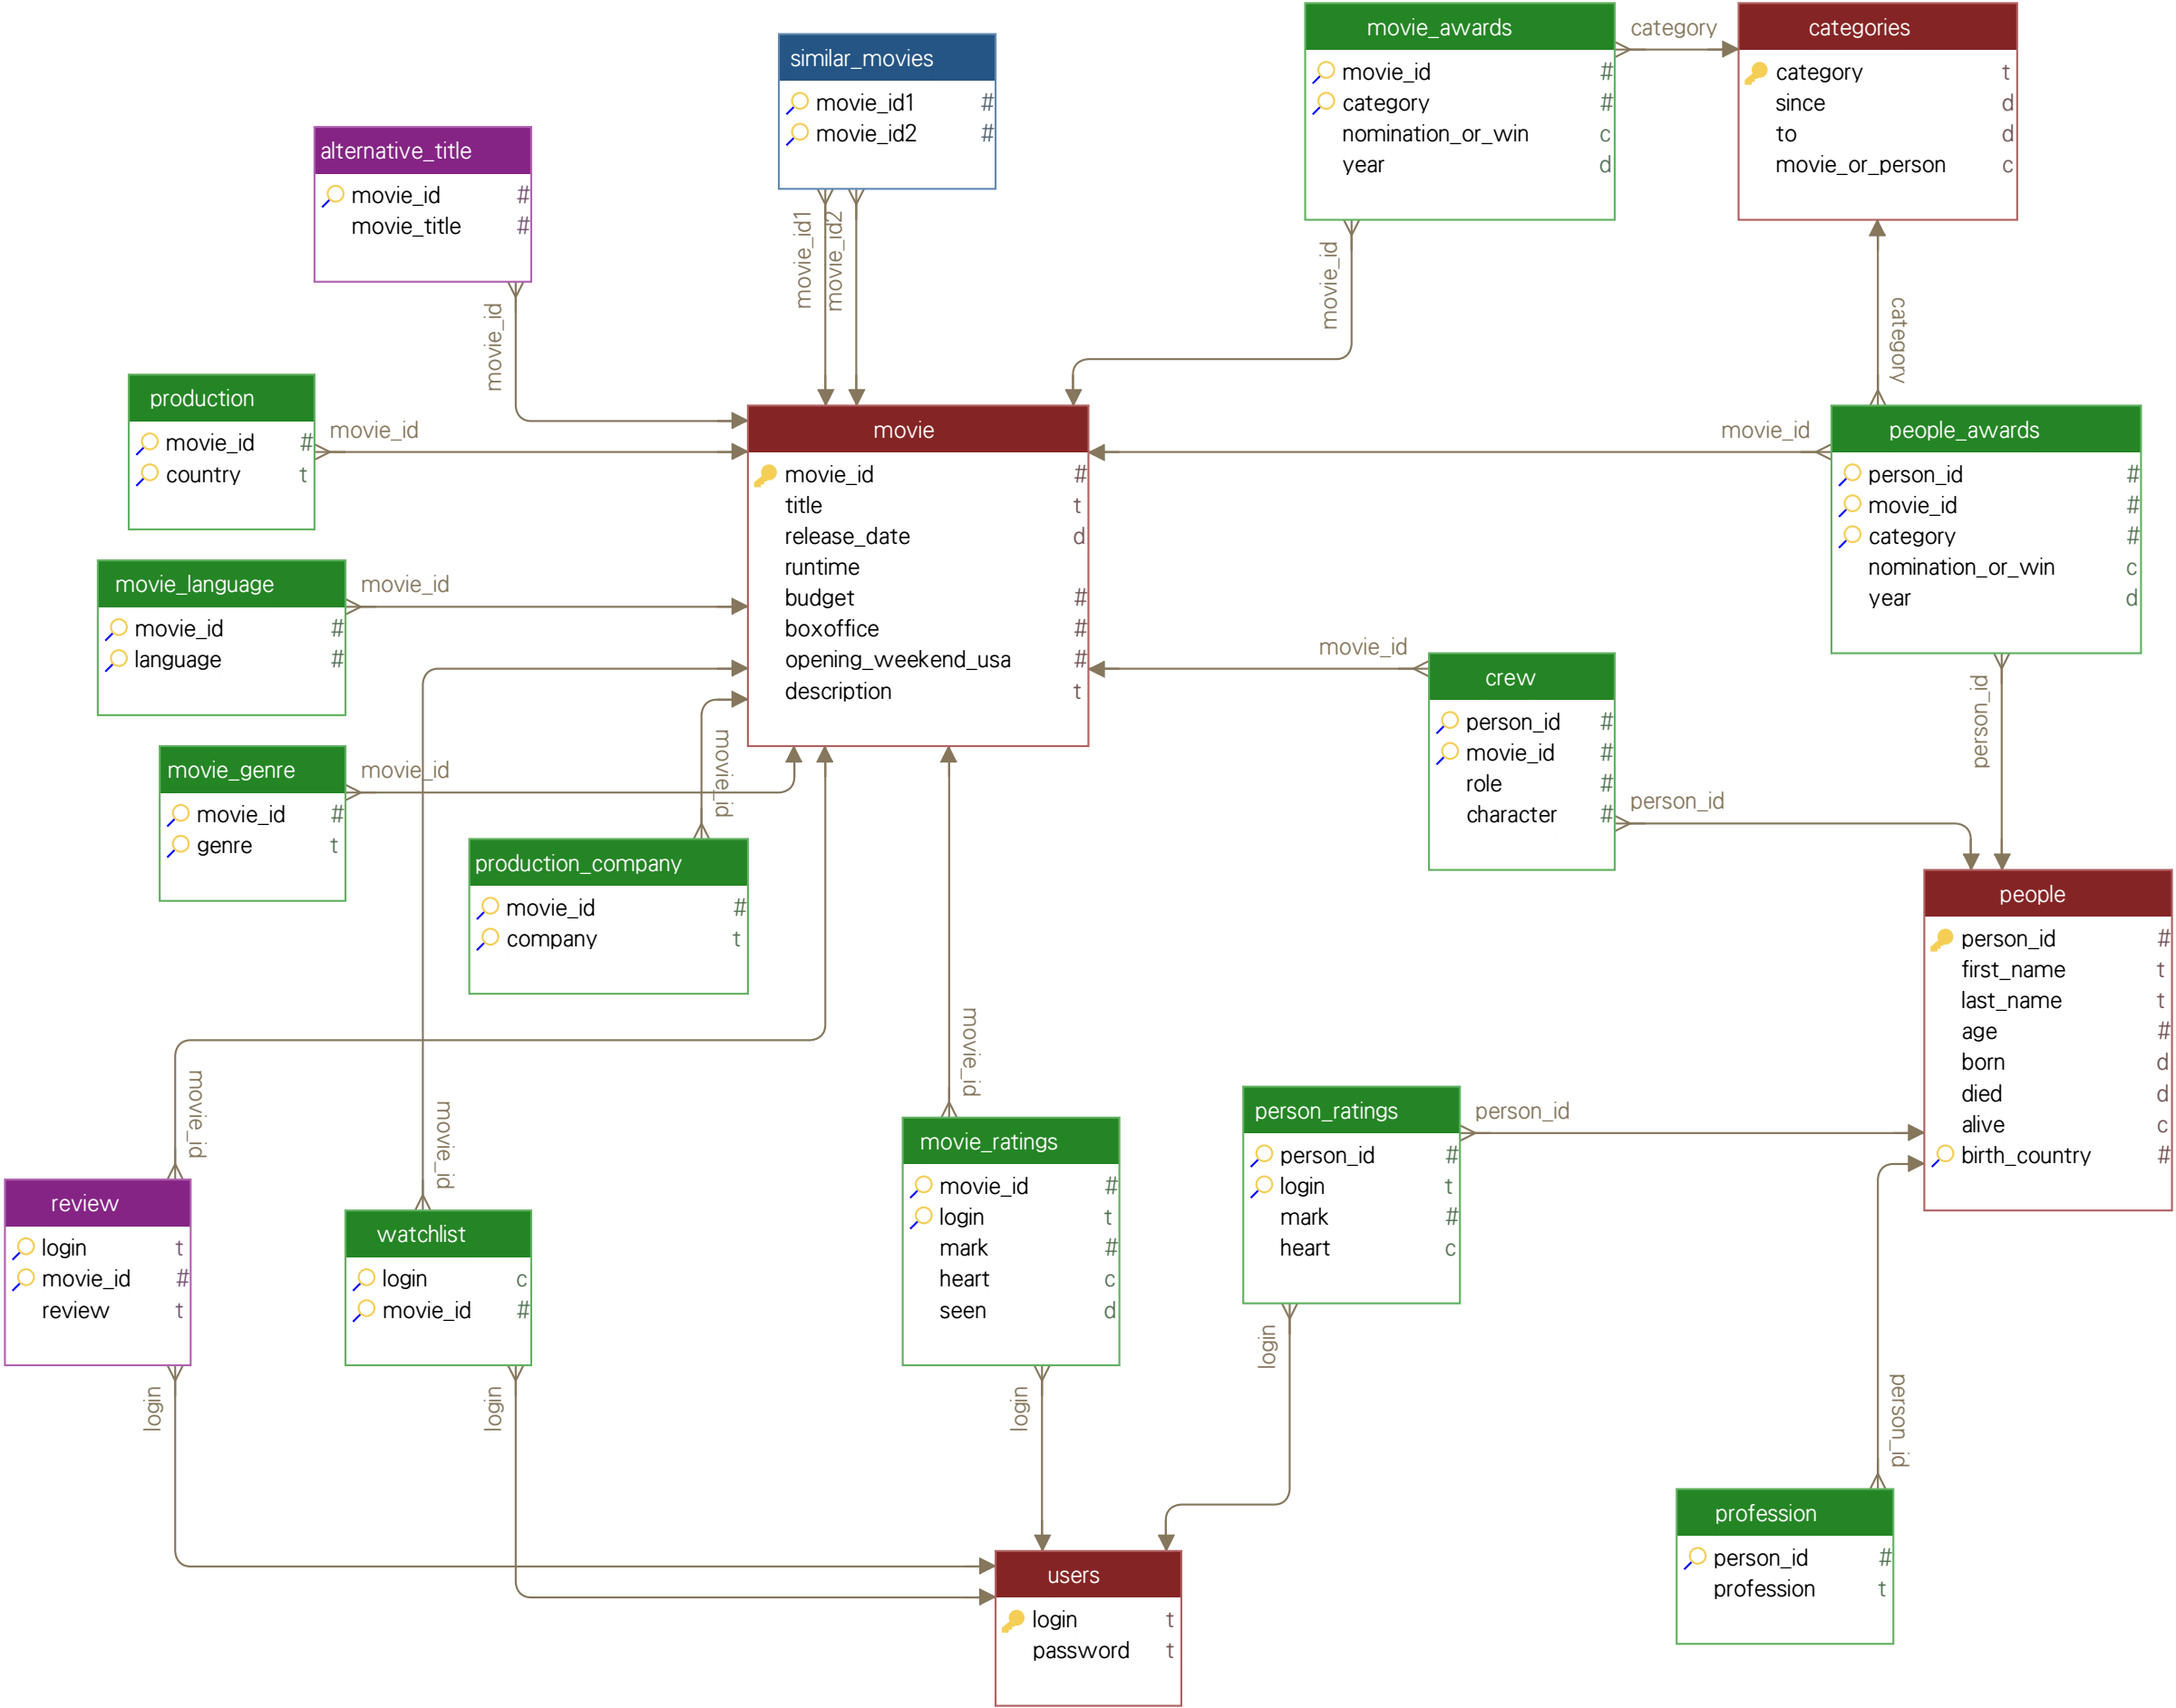 similar_movies
movie_id1 #
movie_id2 #
movie_awards
movie_id #
category #
nomination_or_win c
year d
category
categories
category t
since d
to d
movie_or_person c
alternative_title
movie_id #
movie_title #
movie_id1
movie_id2
movie_id
movie_id
category
production
movie_id #
country t
movie_id
movie
movie_id #
title t
release_date d
runtime
budget #
boxoffice #
opening_weekend_usa #
description t
movie_id
people_awards
person_id #
movie_id #
category #
nomination_or_win c
year d
movie_language
movie_id #
language #
movie_id
movie_id
crew
person_id #
movie_id #
role #
character #
person_id
person_id
movie_genre
movie_id #
genre t
movie_id
movie_id
production_company
movie_id #
company t
people
person_id #
first_name t
last_name t
age #
born d
died d
alive c
birth_country #
movie_id
movie_id
movie_id
review
login t
movie_id #
review t
watchlist
login c
movie_id #
movie_ratings
movie_id #
login t
mark #
heart c
seen d
person_ratings
person_id #
login t
mark #
heart c
person_id
login
login
login
login
person_id
profession
person_id #
profession t
users
login t
password t